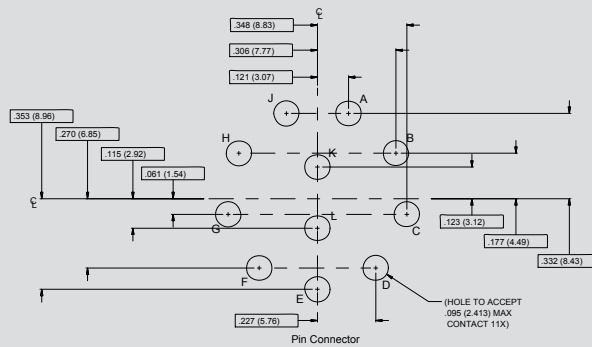 ℄
.348 (8.83)
.306 (7.77)
.121 (3.07)
J A
.353 (8.96)
.270 (6.85)
H K B
.115 (2.92)
.061 (1.54)
℄
.123 (3.12)
G L C
.177 (4.49)
.332 (8.43)
F D
E
(HOLE TO ACCEPT
.095 (2.413) MAX
CONTACT 11X)
.227 (5.76)
Pin Connector